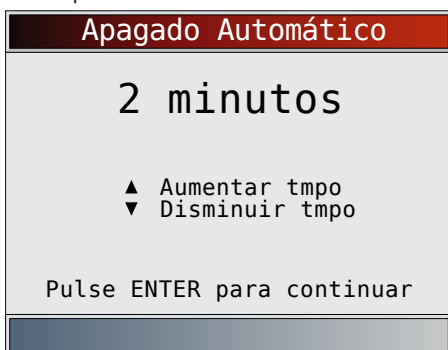 Apagado Automático
2 minutos
▲ Aumentar tmpo
▼ Disminuir tmpo
Pulse ENTER para continuar